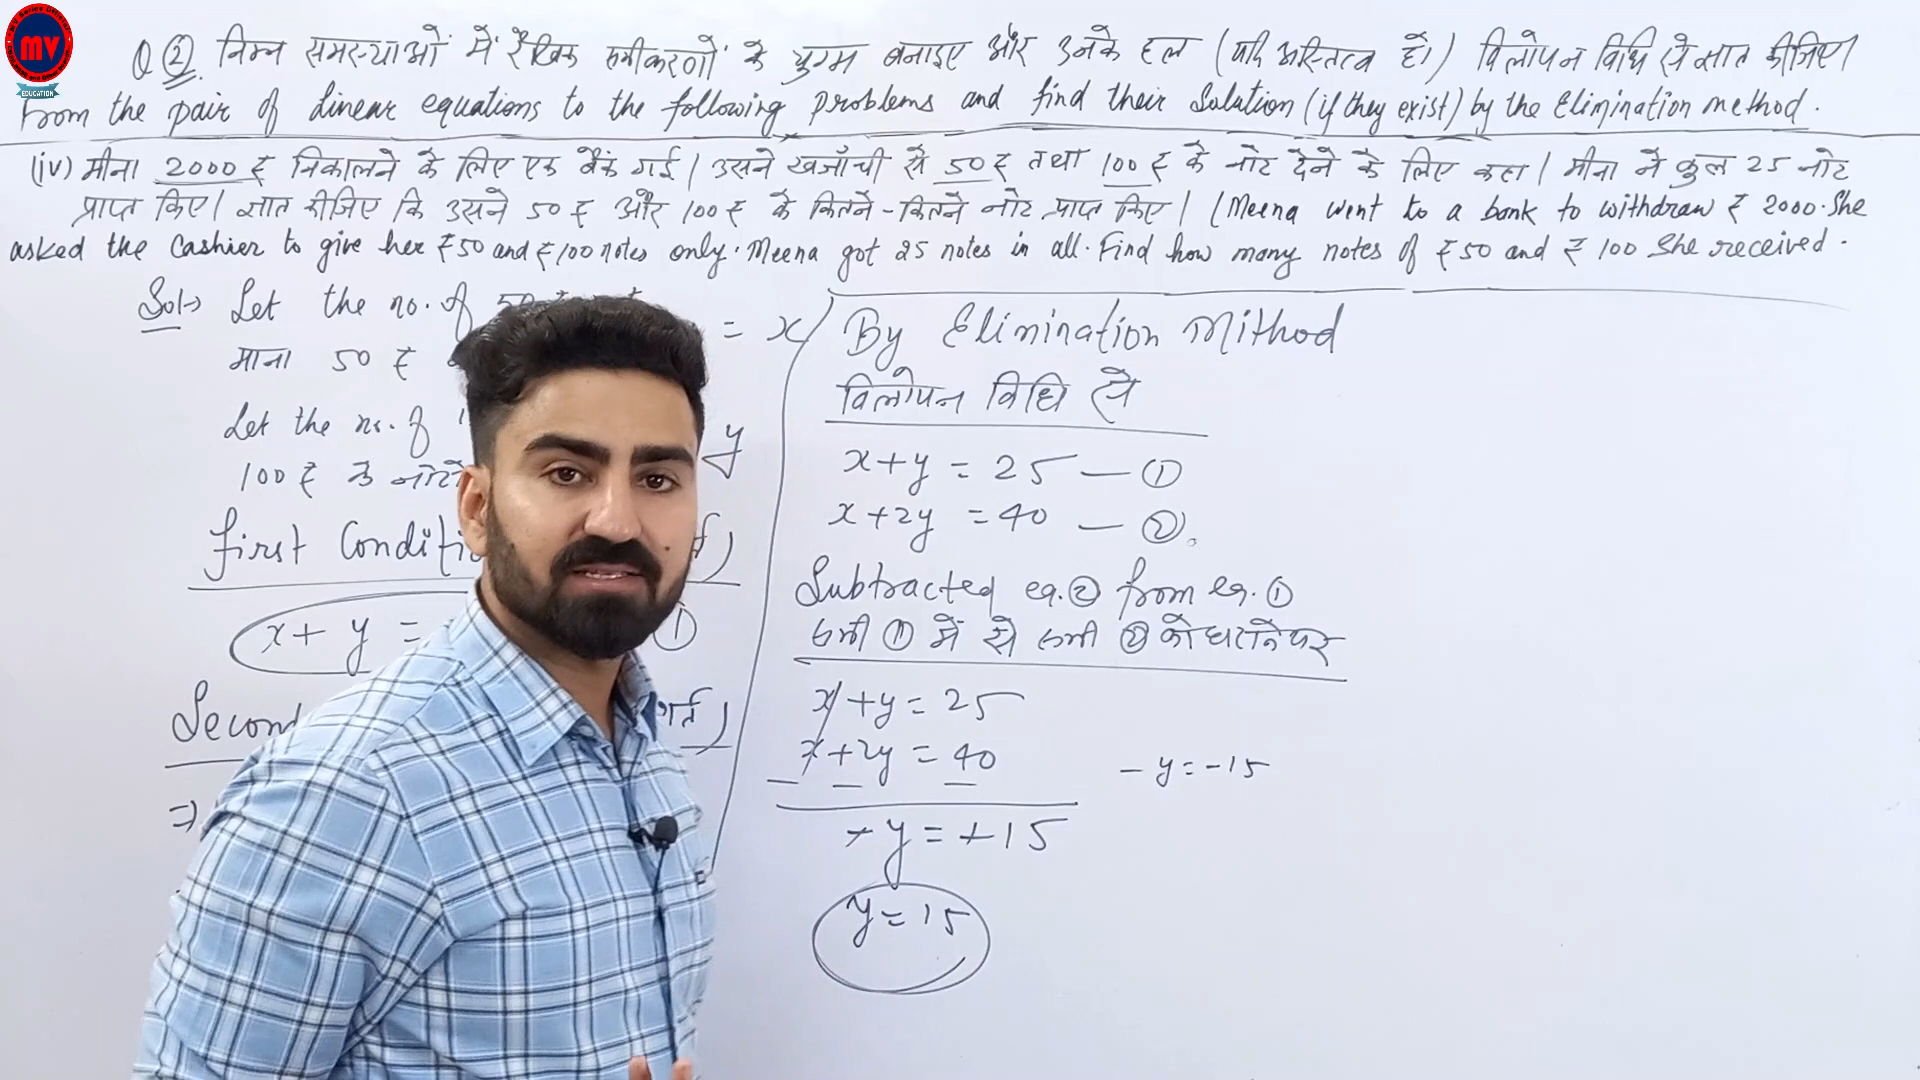 MV
EDUCATION
Q②. निम्न समस्याओं में रैखिक समीकरणों के युग्म बनाइए और उनके हल (यदि अस्तित्व हो) विलोपन विधि से ज्ञात कीजिए।
From the pair of Linear equations to the following problems and find their Solution (if they exist) by the Elimination method.
(iv) मीना 2000 ₹ निकालने के लिए एक बैंक गई। उसने खजाँची से 50 ₹ तथा 100 ₹ के नोट देने के लिए कहा। मीना ने कुल 25 नोट
प्राप्त किए। ज्ञात कीजिए कि उसने 50 ₹ और 100 ₹ के कितने-कितने नोट प्राप्त किए। (Meena went to a bank to withdraw ₹ 2000. She
asked the Cashier to give her ₹50 and ₹100 notes only. Meena got 25 notes in all. Find how many notes of ₹50 and ₹ 100 She received.
Sol→ Let the no. of = x
माना 50 ₹
Let the no. of y
100 ₹ के
First
x + y = ①
Second
⇒
By Elimination Mithod
विलोपन विधि से
x+y = 25 — ①
x+2y = 40 — ②.
Subtracted eq.② from eq.①
समी ① में से समी ② को घटाने पर
x+y = 25
x+2y = 40
− − −
+y = +15
− y = -15
y = 15